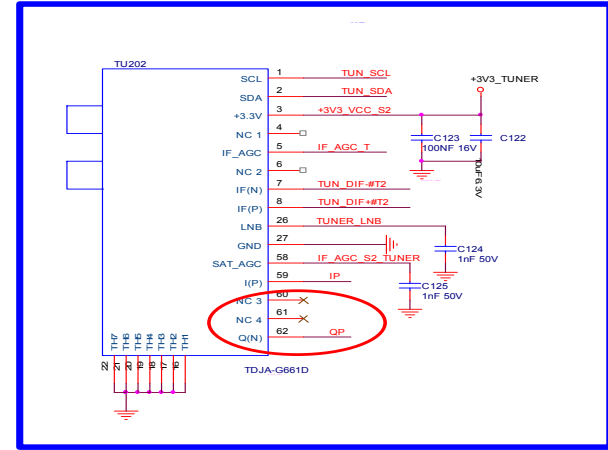 TU202
SCL 1 TUN_SCL
SDA 2 TUN_SDA
+3.3V 3 +3V3_VCC_S2
+3V3_TUNER
NC 1 4
IF_AGC 5 IF_AGC_T
C123
100NF 16V
C122
10uF6.3V
NC 2 6
IF(N) 7 TUN_DIF-#T2
IF(P) 8 TUN_DIF+#T2
LNB 26 TUNER_LNB
GND 27
C124
1nF 50V
SAT_AGC 58 IF_AGC_S2_TUNER
I(P) 59 IP
C125
1nF 50V
NC 3 60
NC 4 61
Q(N) 62 QP
TH7 TH6 TH5 TH4 TH3 TH2 TH1
22 21 20 19 18 17 16
TDJA-G661D